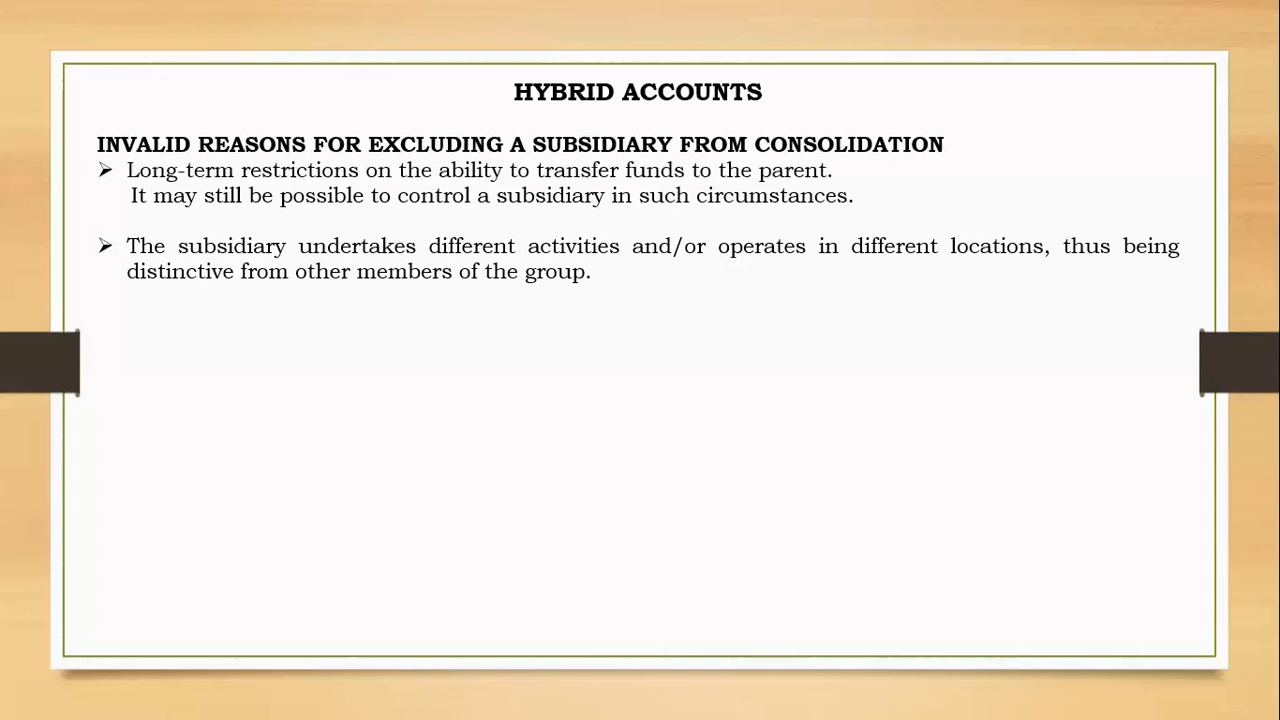 HYBRID ACCOUNTS
INVALID REASONS FOR EXCLUDING A SUBSIDIARY FROM CONSOLIDATION
➢ Long-term restrictions on the ability to transfer funds to the parent.
It may still be possible to control a subsidiary in such circumstances.
➢ The subsidiary undertakes different activities and/or operates in different locations, thus being
distinctive from other members of the group.